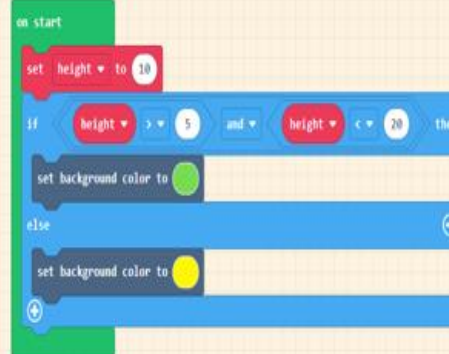 on start
set height to 10
if height > 5 and height < 20 the
set background color to
else
set background color to